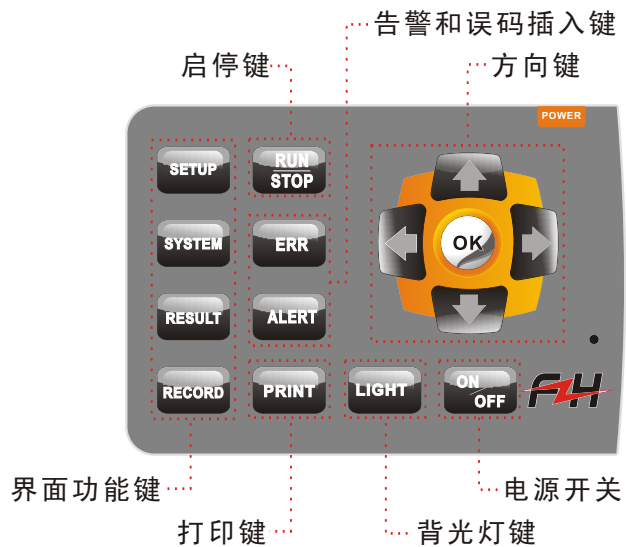 告警和误码插入键
启停键
方向键
POWER
SETUP
RUN
STOP
SYSTEM
ERR
OK
RESULT
ALERT
RECORD
PRINT
LIGHT
ON
OFF
FZH
界面功能键
电源开关
打印键
背光灯键